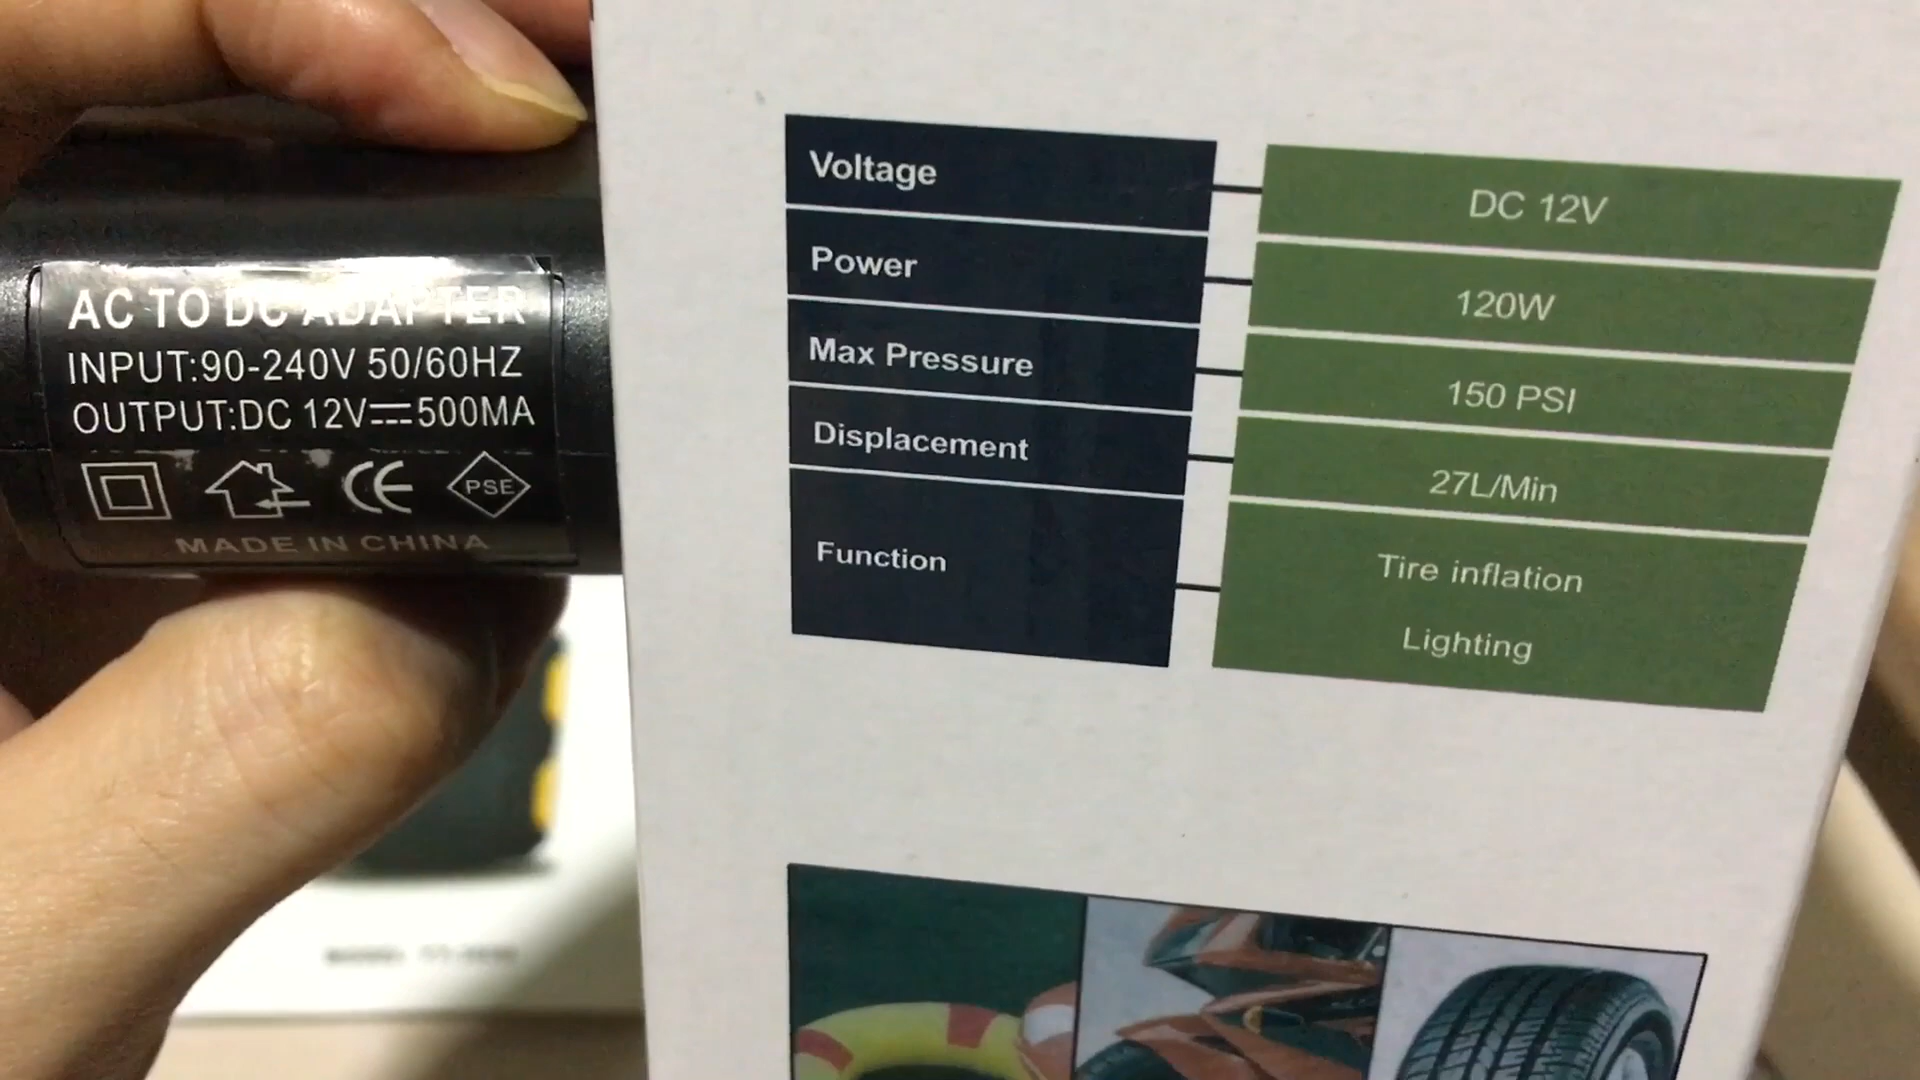 AC TO DC ADAPTER
INPUT:90-240V 50/60HZ
OUTPUT:DC 12V⎓500MA
CE PSE
MADE IN CHINA
Voltage DC 12V
Power 120W
Max Pressure 150 PSI
Displacement 27L/Min
Function Tire inflation
Lighting